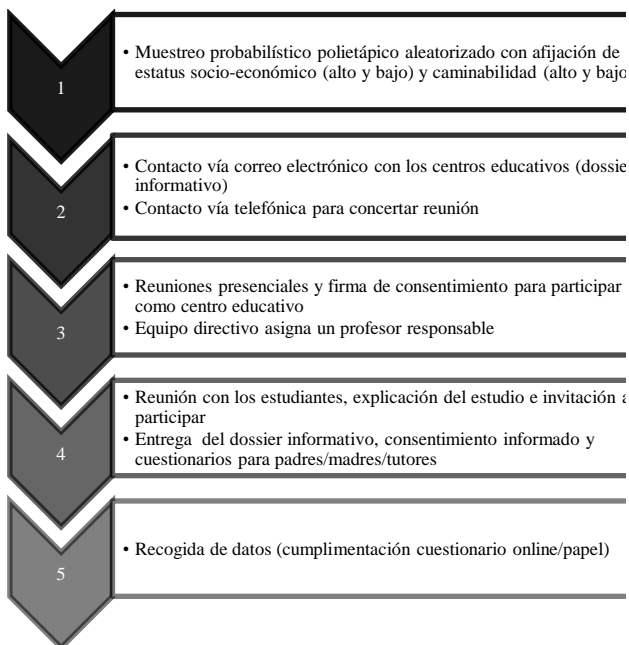 1
• Muestreo probabilístico polietápico aleatorizado con afijación de
estatus socio-económico (alto y bajo) y caminabilidad (alto y bajo
2
• Contacto vía correo electrónico con los centros educativos (dossie
informativo)
• Contacto vía telefónica para concertar reunión
3
• Reuniones presenciales y firma de consentimiento para participar
como centro educativo
• Equipo directivo asigna un profesor responsable
4
• Reunión con los estudiantes, explicación del estudio e invitación a
participar
• Entrega del dossier informativo, consentimiento informado y
cuestionarios para padres/madres/tutores
5
• Recogida de datos (cumplimentación cuestionario online/papel)